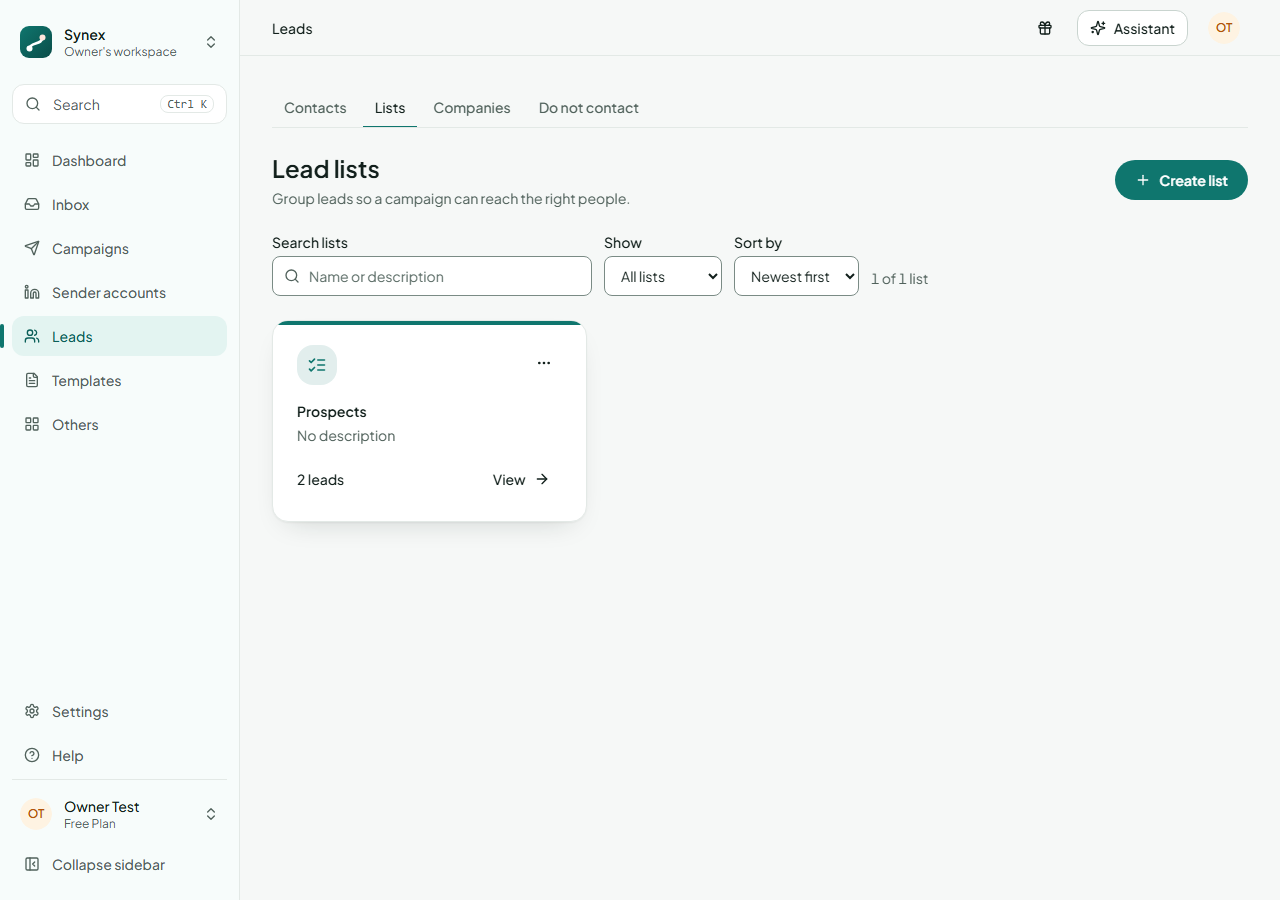 Synex
Owner's workspace
Search
Ctrl K
Dashboard
Inbox
Campaigns
Sender accounts
Leads
Templates
Others
Settings
Help
OT
Owner Test
Free Plan
Collapse sidebar
Leads
Assistant
OT
Contacts
Lists
Companies
Do not contact
Lead lists
Group leads so a campaign can reach the right people.
Create list
Search lists
Show
Sort by
Name or description
All lists
Newest first
1 of 1 list
Prospects
No description
2 leads
View